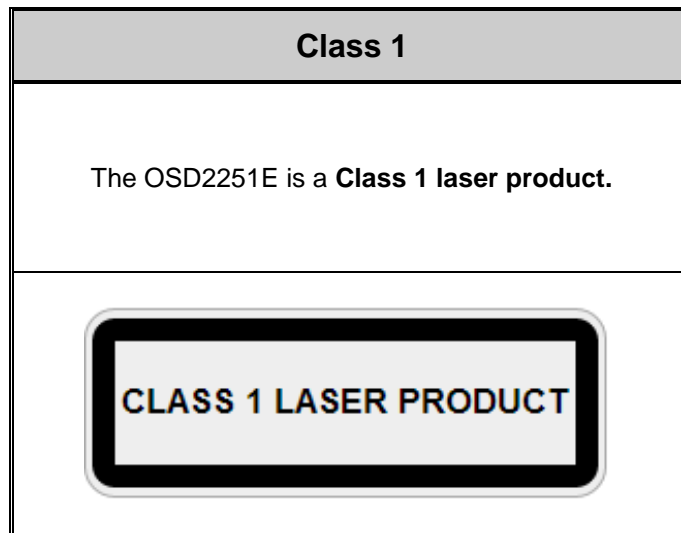 Class 1
The OSD2251E is a Class 1 laser product.
CLASS 1 LASER PRODUCT